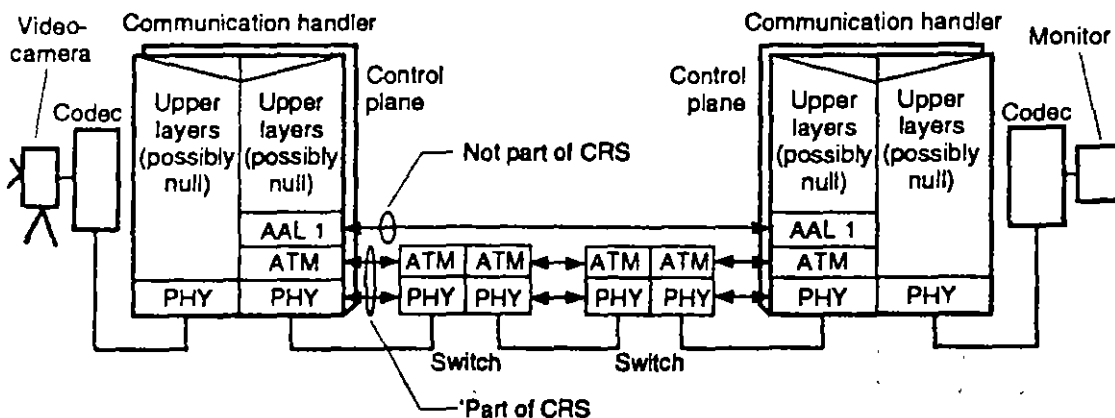 Communication handler
Communication handler
Video-
camera
Monitor
Control
plane
Control
plane
Codec
Codec
Upper
layers
(possibly
null)
Upper
layers
(possibly
null)
Upper
layers
(possibly
null)
Upper
layers
(possibly
null)
Not part of CRS
AAL 1
AAL 1
ATM
ATM ATM
ATM ATM
ATM
PHY
PHY
PHY PHY
PHY PHY
PHY
PHY
Switch
Switch
Part of CRS